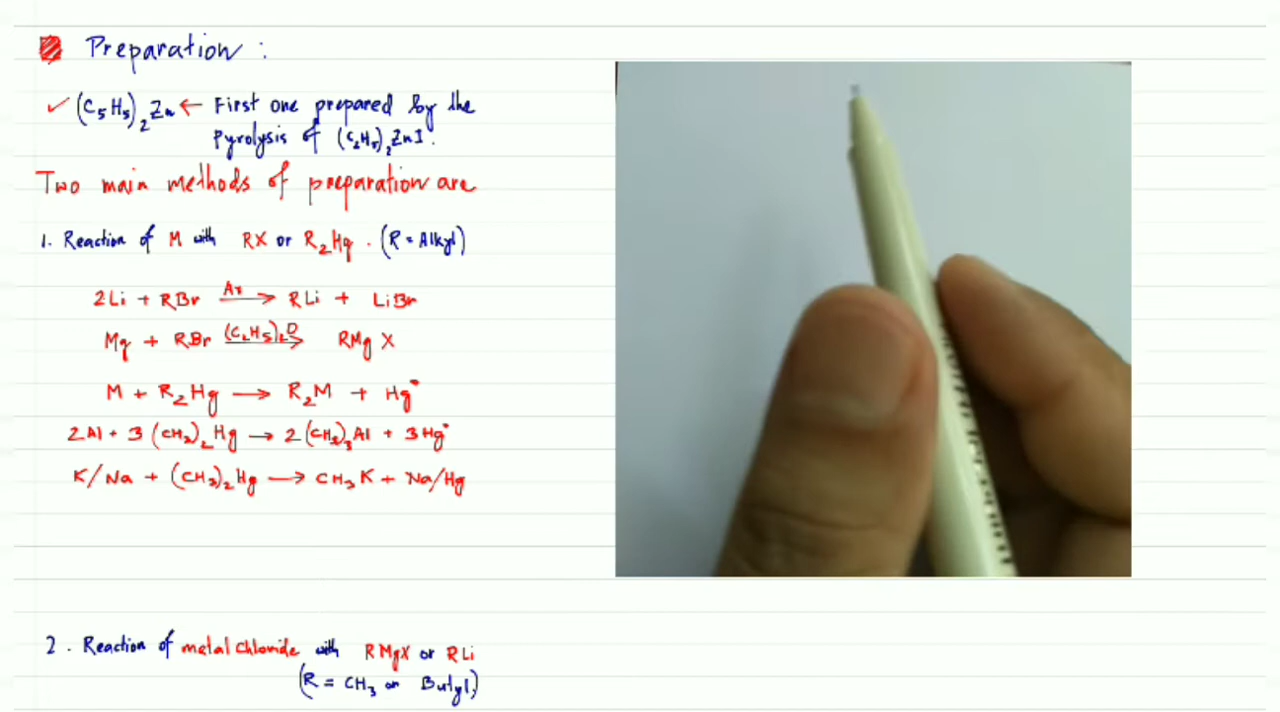 Preparation :
✓ (C₅H₅)₂Zn ← First one prepared by the
Pyrolysis of (C₂H₅)₂ZnI.
Two main methods of preparation are
1. Reaction of M with RX or R₂Hg . (R = Alkyl)
2Li + RBr —Ar→ RLi + LiBr
Mg + RBr —(C₂H₅)₂O→ RMg X
M + R₂Hg → R₂M + Hg°
2Al + 3 (CH₃)₂Hg → 2 (CH₃)₃Al + 3Hg°
K/Na + (CH₃)₂Hg → CH₃K + Na/Hg
2 . Reaction of metal chloride with RMgX or RLi
(R = CH₃ or Butyl)